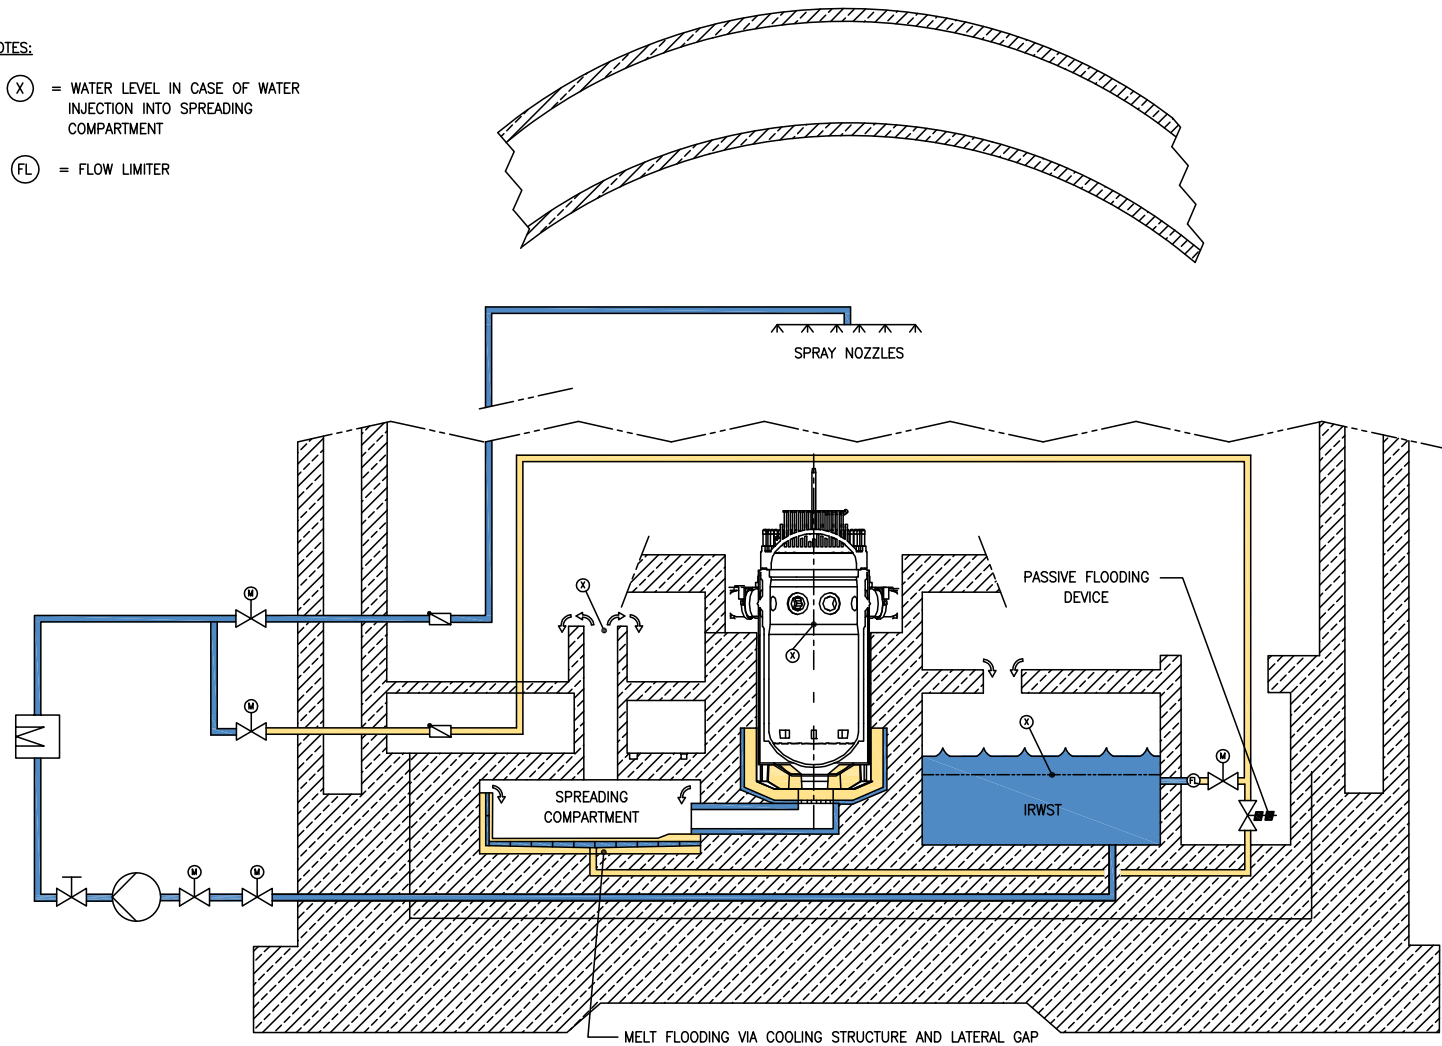 OTES:
X = WATER LEVEL IN CASE OF WATER
INJECTION INTO SPREADING
COMPARTMENT
FL = FLOW LIMITER
SPRAY NOZZLES
X
PASSIVE FLOODING
DEVICE
M
X
M
X
M
FL
SPREADING
COMPARTMENT
IRWST
M
M
MELT FLOODING VIA COOLING STRUCTURE AND LATERAL GAP